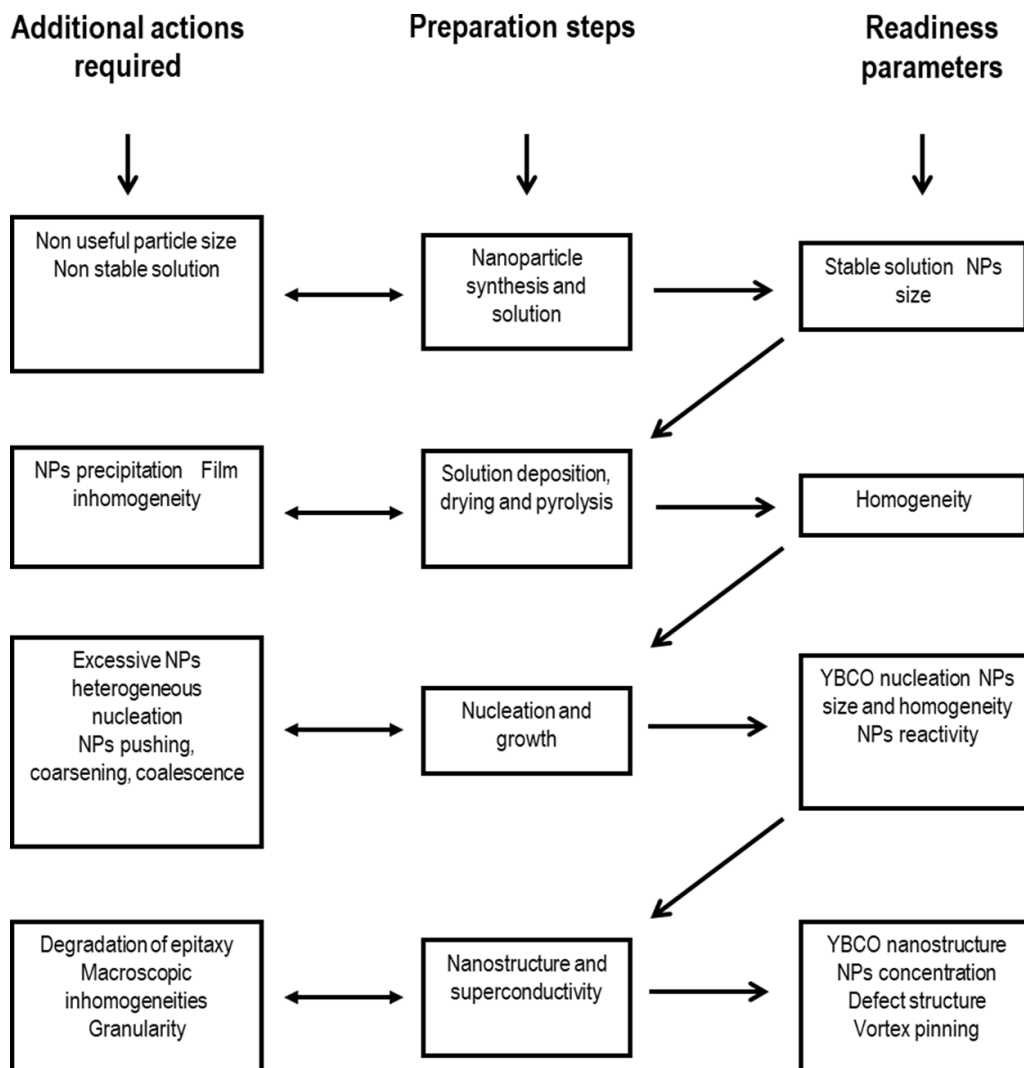 Additional actions
required
Preparation steps
Readiness
parameters
Non useful particle size
Non stable solution
Nanoparticle
synthesis and
solution
Stable solution NPs
size
NPs precipitation Film
inhomogeneity
Solution deposition,
drying and pyrolysis
Homogeneity
Excessive NPs
heterogeneous
nucleation
NPs pushing,
coarsening, coalescence
Nucleation and
growth
YBCO nucleation NPs
size and homogeneity
NPs reactivity
Degradation of epitaxy
Macroscopic
inhomogeneities
Granularity
Nanostructure and
superconductivity
YBCO nanostructure
NPs concentration
Defect structure
Vortex pinning